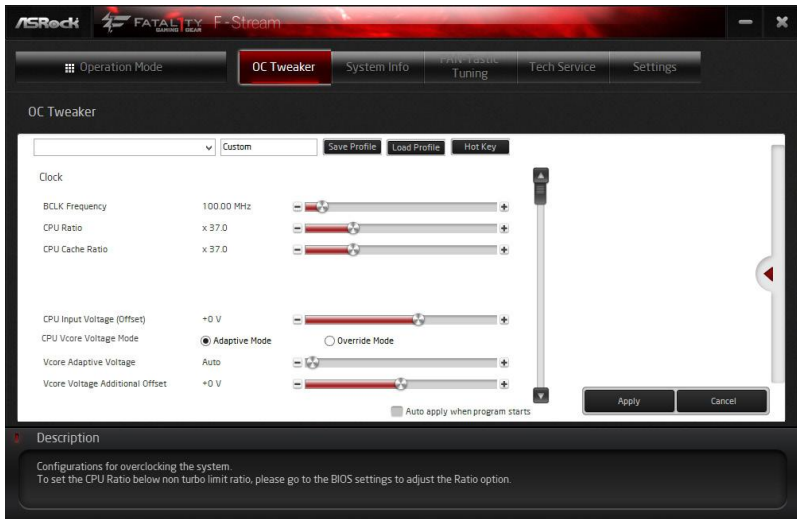 ASRock FATAL1TY GAMING GEAR F-Stream
Operation Mode OC Tweaker System Info FAN-Tastic Tuning Tech Service Settings
OC Tweaker
Custom Save Profile Load Profile Hot Key
Clock
BCLK Frequency 100.00 MHz
CPU Ratio x 37.0
CPU Cache Ratio x 37.0
CPU Input Voltage (Offset) +0 V
CPU Vcore Voltage Mode Adaptive Mode Override Mode
Vcore Adaptive Voltage Auto
Vcore Voltage Additional Offset +0 V
Auto apply when program starts
Apply Cancel
Description
Configurations for overclocking the system.
To set the CPU Ratio below non turbo limit ratio, please go to the BIOS settings to adjust the Ratio option.